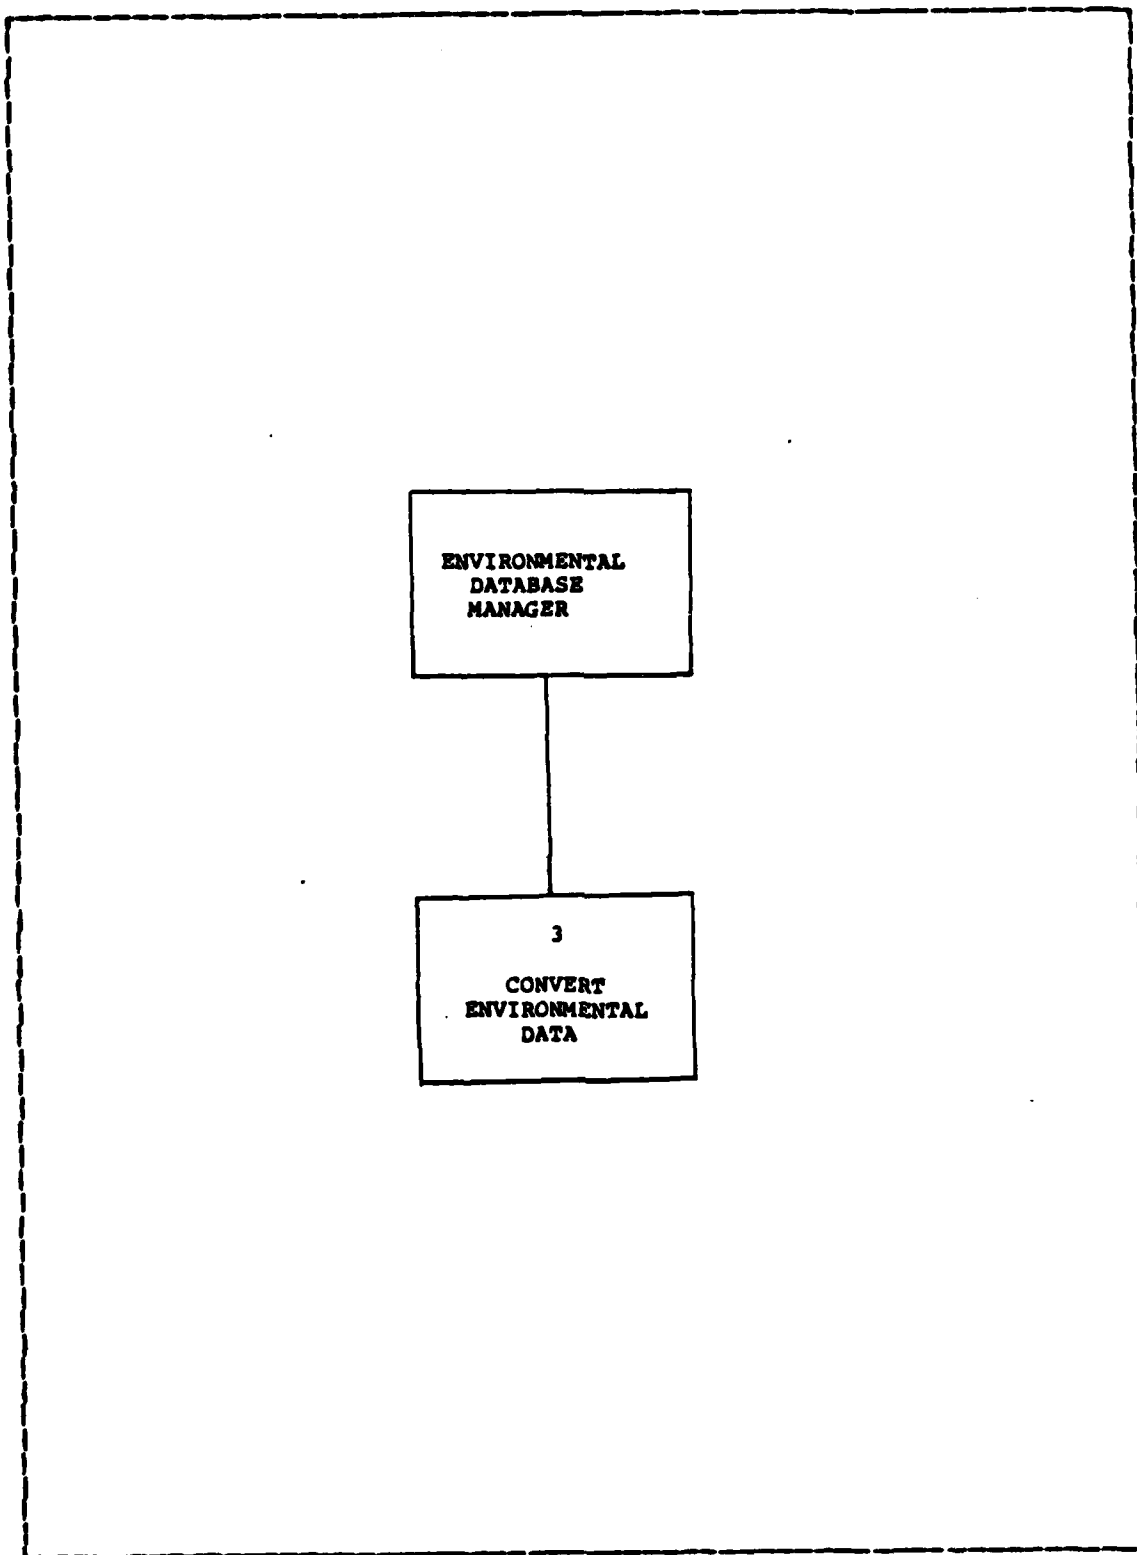 ENVIRONMENTAL
DATABASE
MANAGER
3
CONVERT
ENVIRONMENTAL
DATA